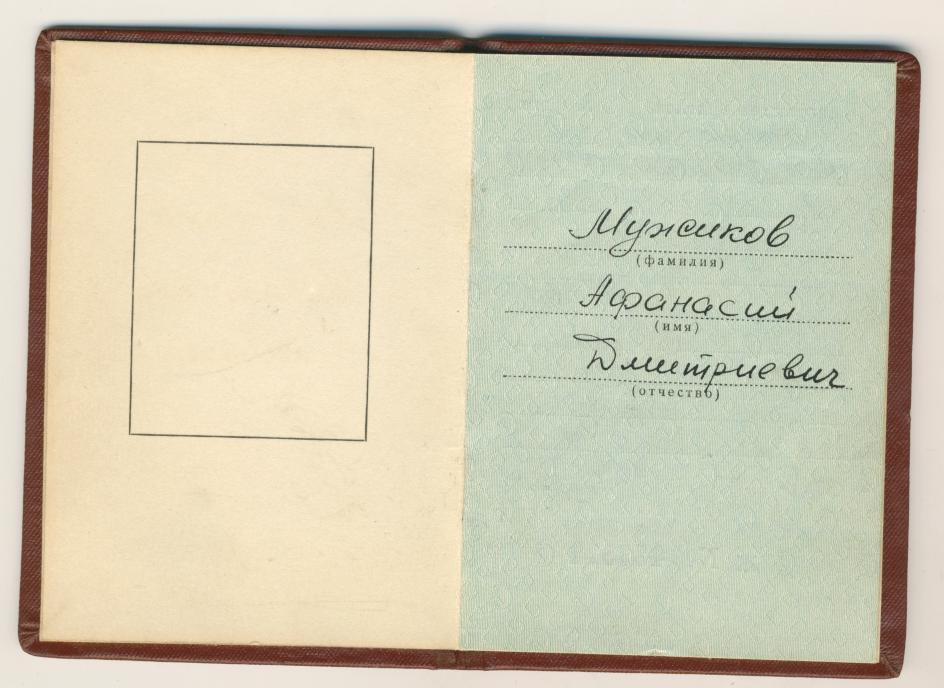 Мужиков
(фамилия)
Афанасий
(имя)
Дмитриевич
(отчество)